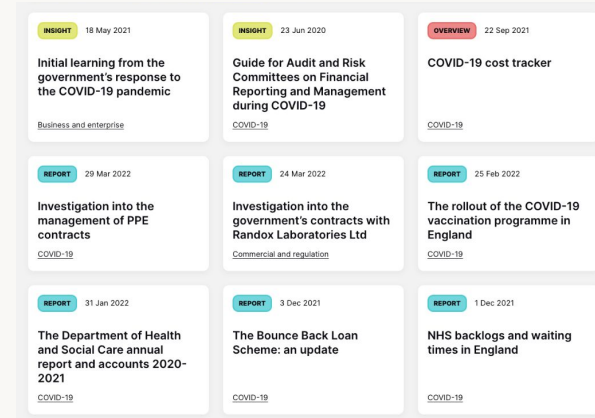 INSIGHT 18 May 2021
Initial learning from the
government's response to
the COVID-19 pandemic
Business and enterprise
INSIGHT 23 Jun 2020
Guide for Audit and Risk
Committees on Financial
Reporting and Management
during COVID-19
COVID-19
OVERVIEW 22 Sep 2021
COVID-19 cost tracker
COVID-19
REPORT 29 Mar 2022
Investigation into the
management of PPE
contracts
COVID-19
REPORT 24 Mar 2022
Investigation into the
government's contracts with
Randox Laboratories Ltd
Commercial and regulation
REPORT 25 Feb 2022
The rollout of the COVID-19
vaccination programme in
England
COVID-19
REPORT 31 Jan 2022
The Department of Health
and Social Care annual
report and accounts 2020-
2021
COVID-19
REPORT 3 Dec 2021
The Bounce Back Loan
Scheme: an update
COVID-19
REPORT 1 Dec 2021
NHS backlogs and waiting
times in England
COVID-19